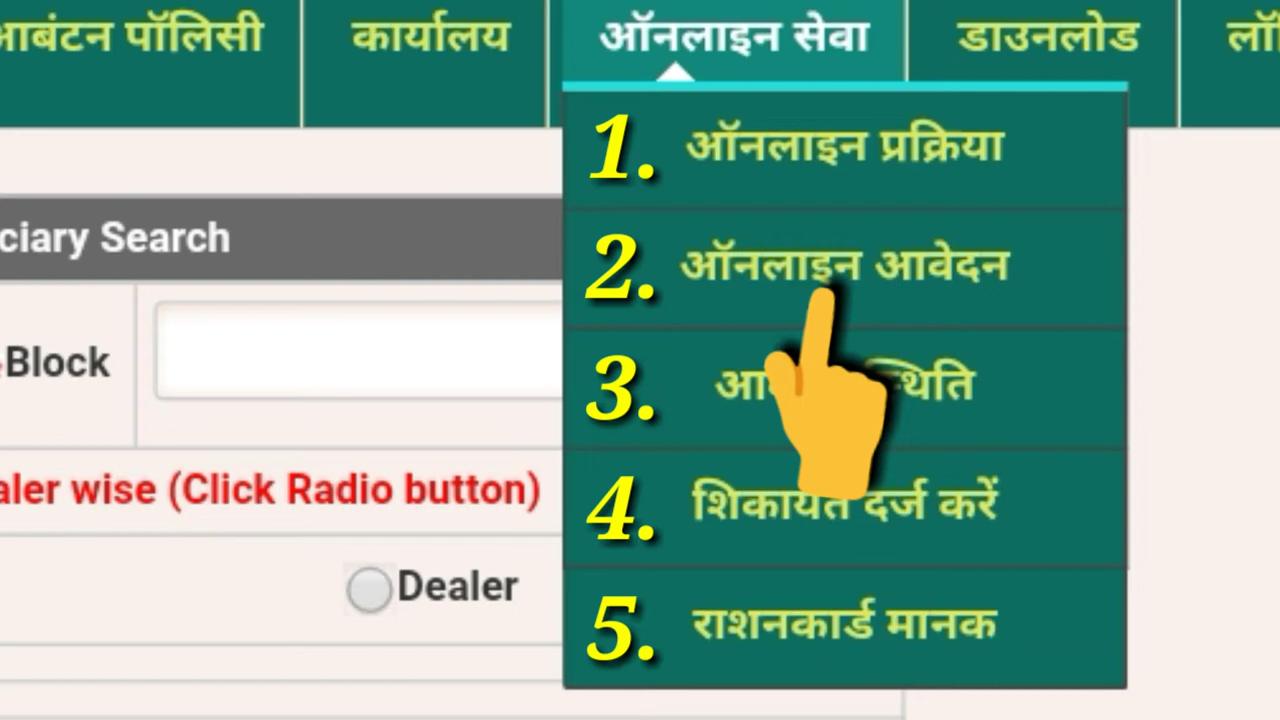 आबंटन पॉलिसी
कार्यालय
ऑनलाइन सेवा
डाउनलोड
1. ऑनलाइन प्रक्रिया
ciary Search
2. ऑनलाइन आवेदन
Block
3.
aler wise (Click Radio button)
4. शिकायत दर्ज करें
Dealer
5. राशनकार्ड मानक